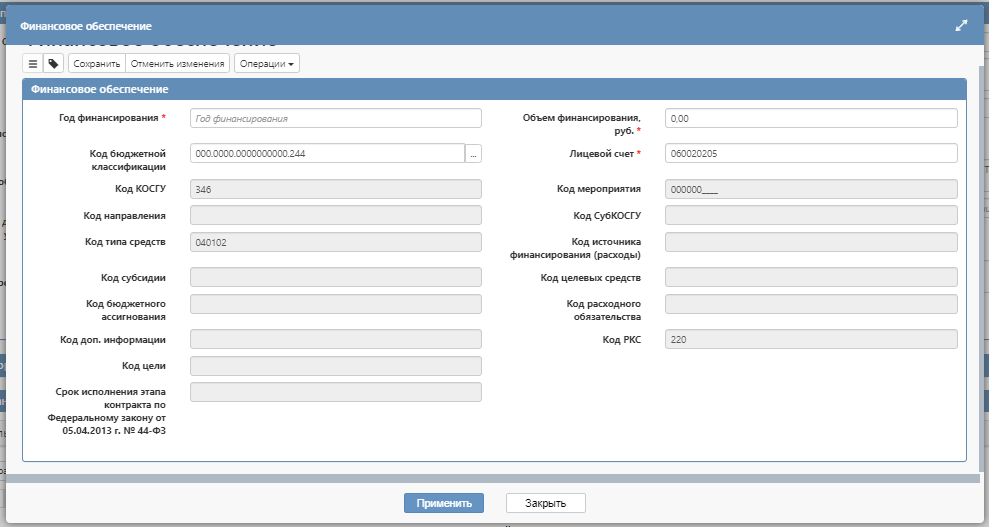 Финансовое обеспечение
Финансовое обеспечение
Сохранить Отменить изменения Операции
Финансовое обеспечение
Год финансирования * Год финансирования
Объем финансирования, руб. * 0,00
Код бюджетной классификации 000.0000.0000000000.244 ...
Лицевой счет * 060020205
Код КОСГУ 346
Код мероприятия 000000____
Код направления
Код СубКОСГУ
Код типа средств 040102
Код источника финансирования (расходы)
Код субсидии
Код целевых средств
Код бюджетного ассигнования
Код расходного обязательства
Код доп. информации
Код РКС 220
Код цели
Срок исполнения этапа
контракта по
Федеральному закону от
05.04.2013 г. № 44-ФЗ
Применить Закрыть